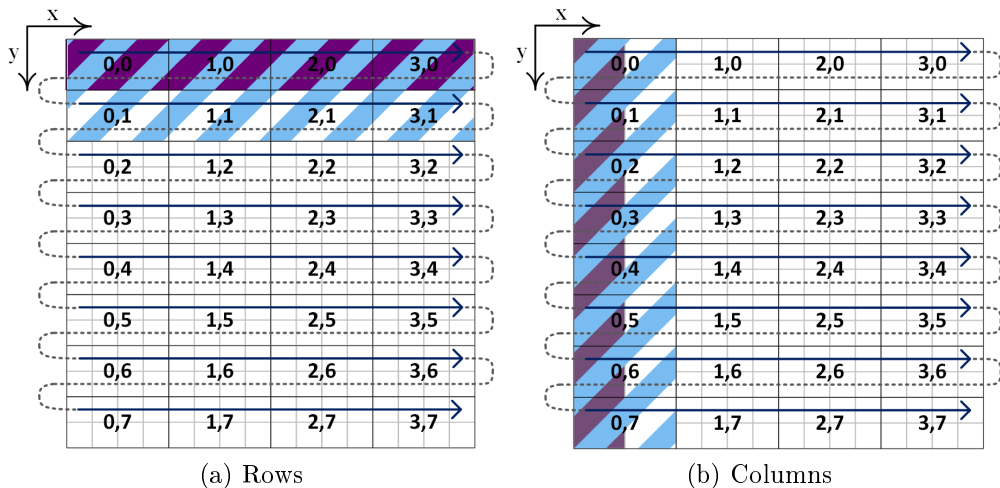 x x
y y
0,0 1,0 2,0 3,0 0,0 1,0 2,0 3,0
0,1 1,1 2,1 3,1 0,1 1,1 2,1 3,1
0,2 1,2 2,2 3,2 0,2 1,2 2,2 3,2
0,3 1,3 2,3 3,3 0,3 1,3 2,3 3,3
0,4 1,4 2,4 3,4 0,4 1,4 2,4 3,4
0,5 1,5 2,5 3,5 0,5 1,5 2,5 3,5
0,6 1,6 2,6 3,6 0,6 1,6 2,6 3,6
0,7 1,7 2,7 3,7 0,7 1,7 2,7 3,7
(a) Rows (b) Columns